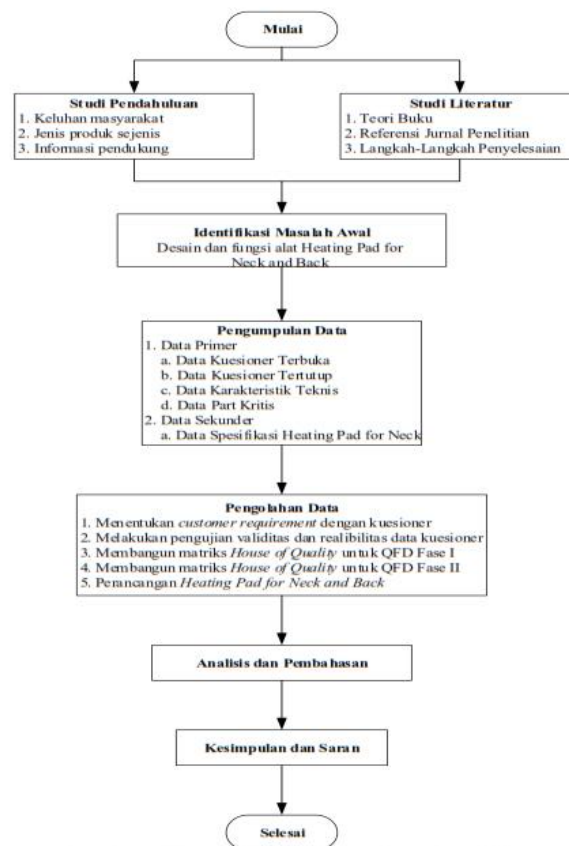 Mulai
Studi Pendahuluan
1. Keluhan masyarakat
2. Jenis produk sejenis
3. Informasi pendukung
Studi Literatur
1. Teori Buku
2. Referensi Jurnal Penelitian
3. Langkah-Langkah Penyelesaian
Identifikasi Masalah Awal
Desain dan fungsi alat Heating Pad for
Neck and Back
Pengumpulan Data
1. Data Primer
a. Data Kuesioner Terbuka
b. Data Kuesioner Tertutup
c. Data Karakteristik Teknis
d. Data Part Kritis
2. Data Sekunder
a. Data Spesifikasi Heating Pad for Neck
Pengolahan Data
1. Menentukan customer requirement dengan kuesioner
2. Melakukan pengujian validitas dan realibilitas data kuesioner
3. Membangun matriks House of Quality untuk QFD Fase I
4. Membangun matriks House of Quality untuk QFD Fase II
5. Perancangan Heating Pad for Neck and Back
Analisis dan Pembahasan
Kesimpulan dan Saran
Selesai